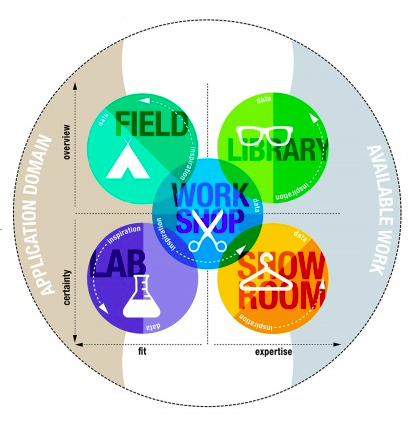 APPLICATION DOMAIN
overview
certainty
data
FIELD
inspiration
data
LIBRARY
inspiration
WORK
SHOP
data
inspiration
inspiration
LAB
data
data
SHOW
ROOM
inspiration
AVAILABLE WORK
fit
expertise